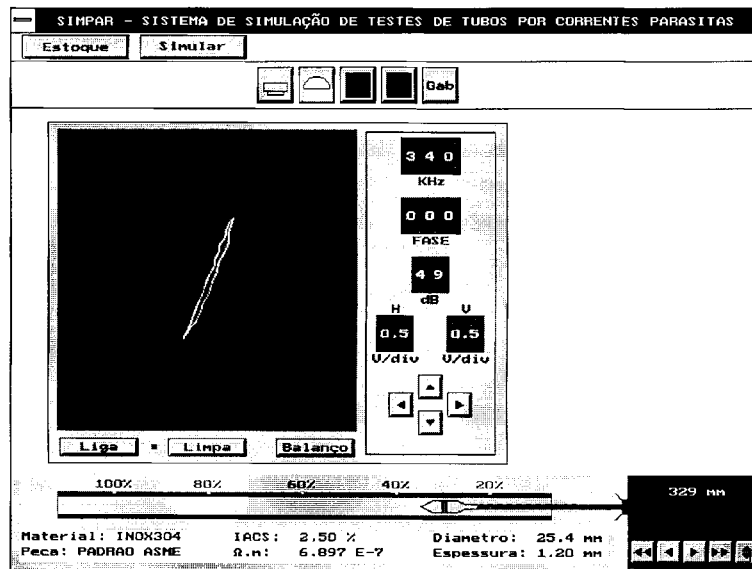 SIMPAR - SISTEMA DE SIMULAÇÃO DE TESTES DE TUBOS POR CORRENTES PARASITAS
Estoque Simular
Gab
3 4 0
KHz
0 0 0
FASE
4 9
dB
H V
0.5 0.5
V/div V/div
Liga Limpa Balanço
100% 80% 60% 40% 20%
329 mm
Material: INOX304 IACS: 2.50 % Diametro: 25.4 mm
Peca: PADRAO ASME Ω.m: 6.897 E-7 Espessura: 1.20 mm